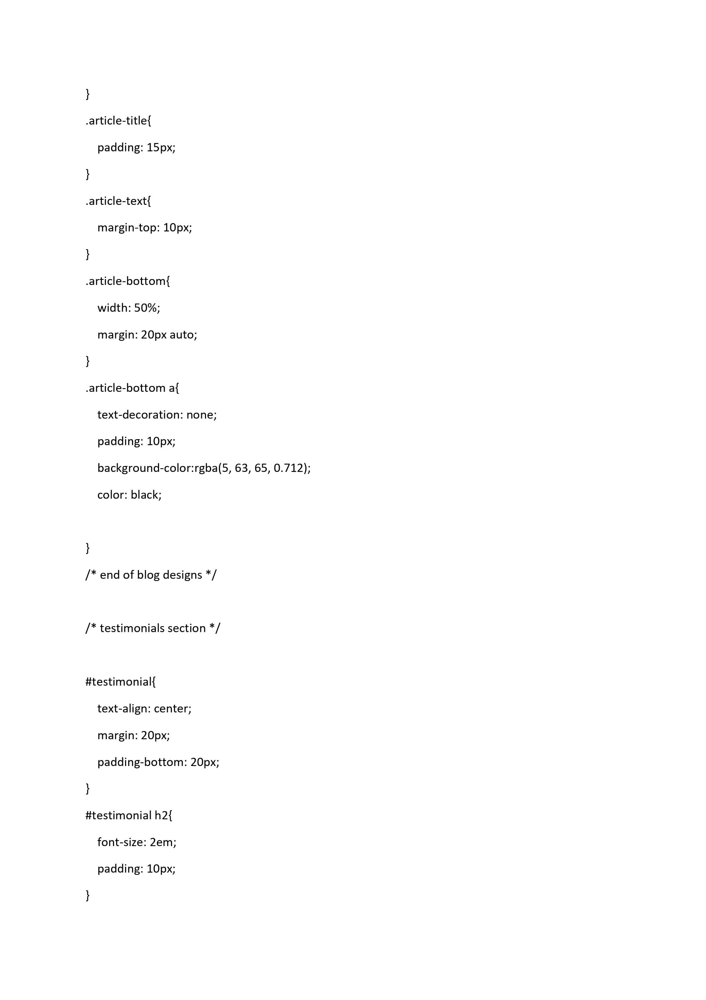 }
.article-title{
    padding: 15px;
}
.article-text{
    margin-top: 10px;
}
.article-bottom{
    width: 50%;
    margin: 20px auto;
}
.article-bottom a{
    text-decoration: none;
    padding: 10px;
    background-color:rgba(5, 63, 65, 0.712);
    color: black;
}
/* end of blog designs */
/* testimonials section */
#testimonial{
    text-align: center;
    margin: 20px;
    padding-bottom: 20px;
}
#testimonial h2{
    font-size: 2em;
    padding: 10px;
}